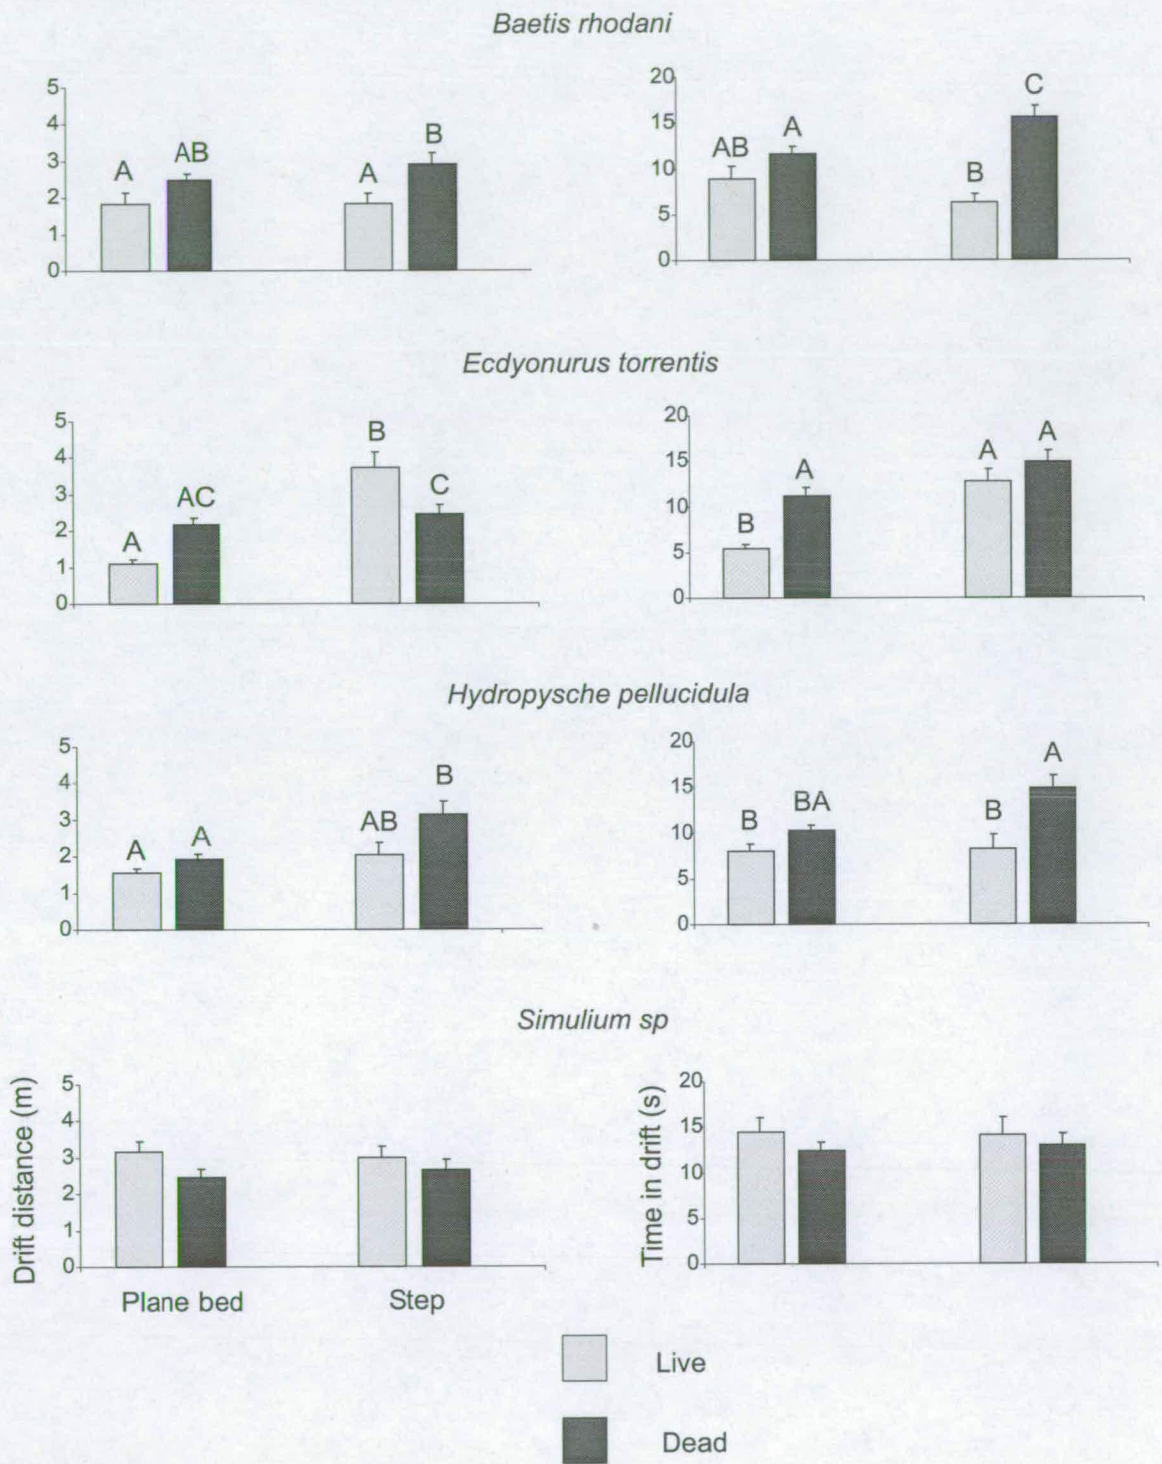 Baetis rhodani
5
4
3
2
1
0
A
AB
A
B
20
15
10
5
0
AB
A
B
C
Ecdyonurus torrentis
5
4
3
2
1
0
A
AC
B
C
20
15
10
5
0
B
A
A
A
Hydropysche pellucidula
5
4
3
2
1
0
A
A
AB
B
20
15
10
5
0
B
BA
B
A
Simulium sp
Drift distance (m)
5
4
3
2
1
0
Plane bed
Step
Time in drift (s)
20
15
10
5
0
Live
Dead